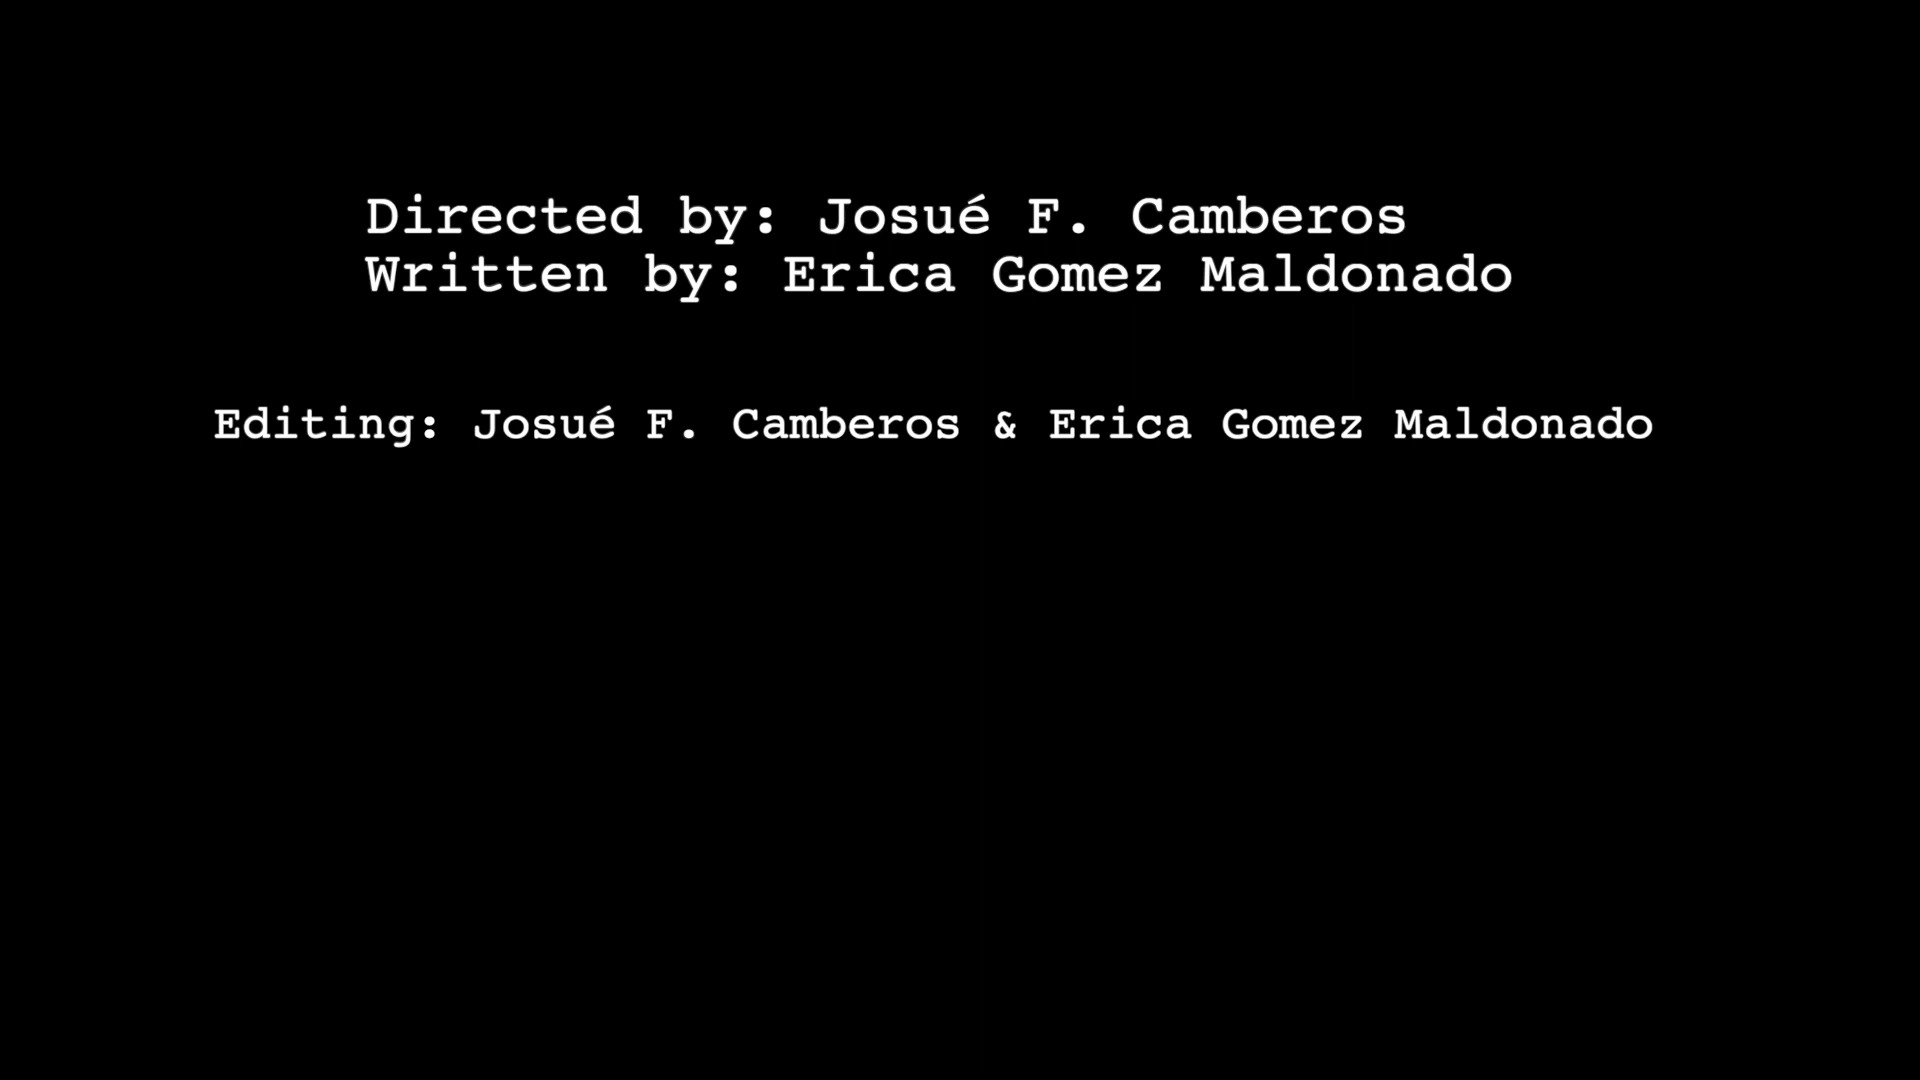 Directed by: Josué F. Camberos
Written by: Erica Gomez Maldonado
Editing: Josué F. Camberos & Erica Gomez Maldonado